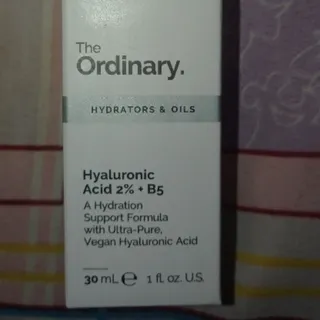 The
Ordinary.
HYDRATORS & OILS
Hyaluronic
Acid 2% + B5
A Hydration
Support Formula
with Ultra-Pure,
Vegan Hyaluronic Acid
30 mL ℮ 1 fl. oz. U.S.